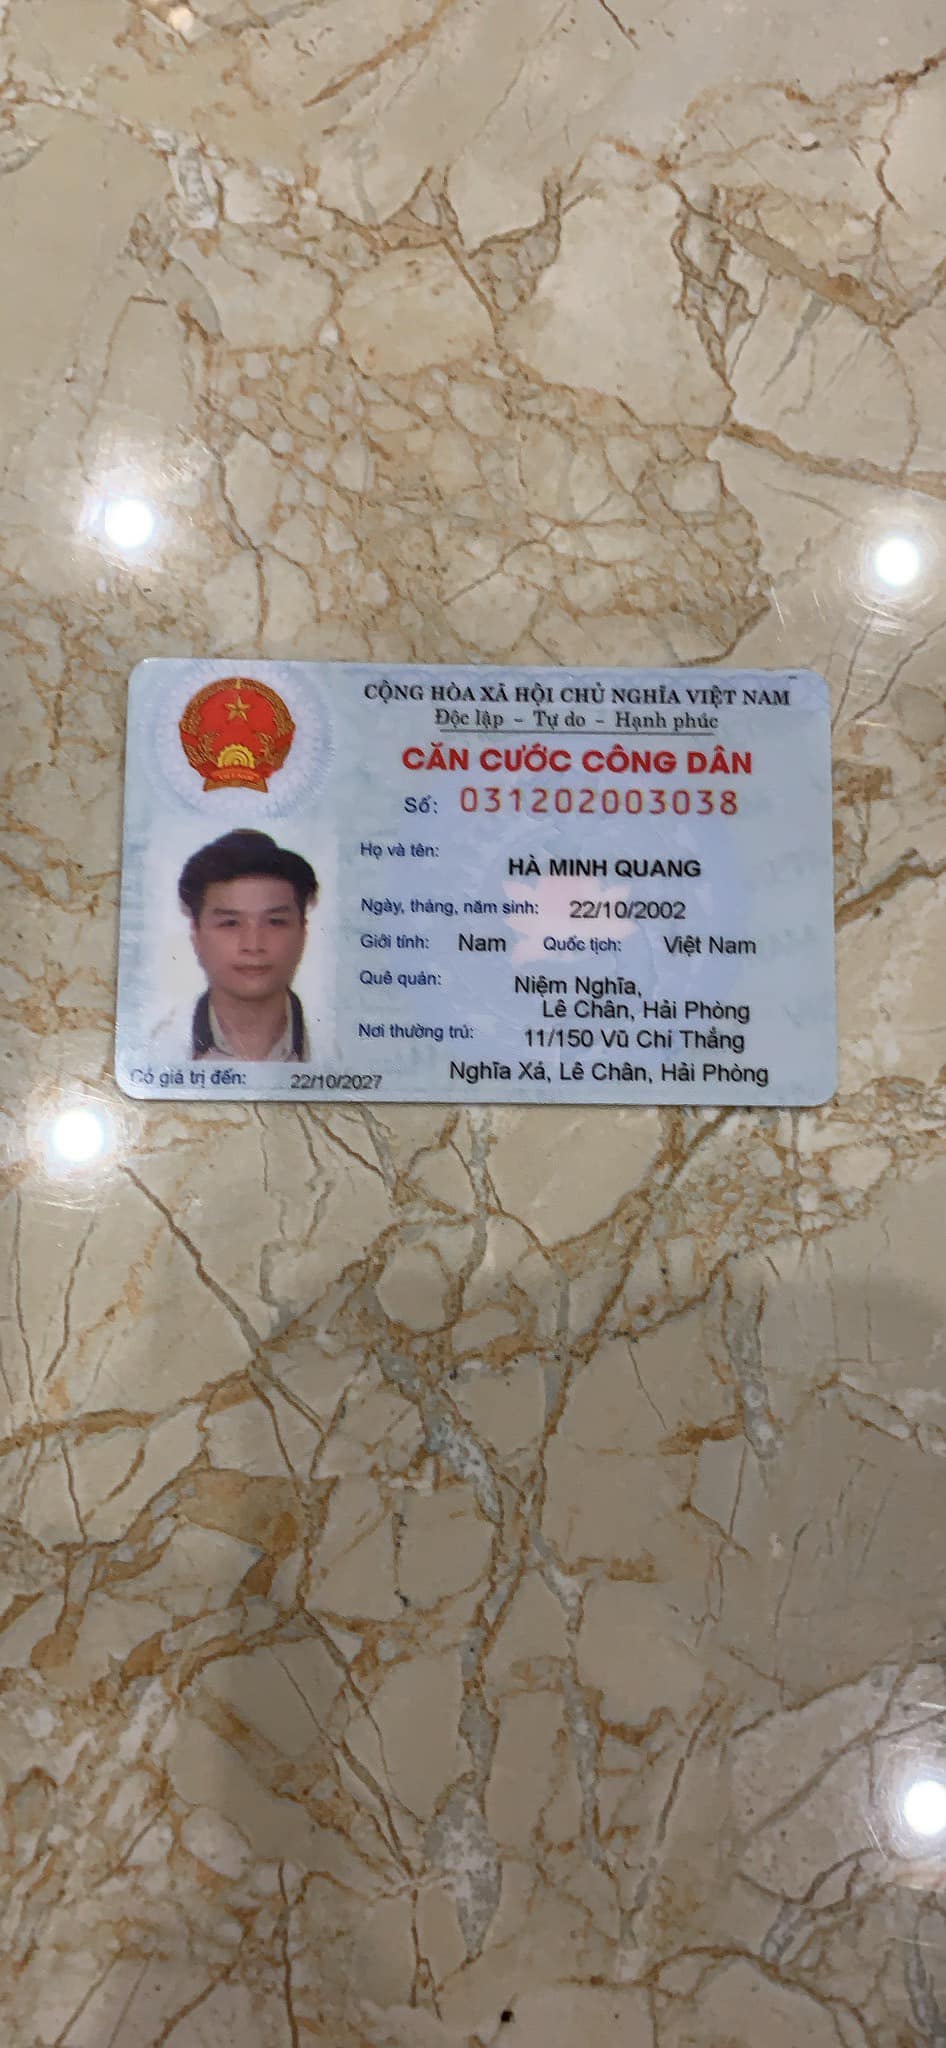 CỘNG HÒA XÃ HỘI CHỦ NGHĨA VIỆT NAM
Độc lập - Tự do - Hạnh phúc
CĂN CƯỚC CÔNG DÂN
Số: 031202003038
Họ và tên:
HÀ MINH QUANG
Ngày, tháng, năm sinh: 22/10/2002
Giới tính: Nam Quốc tịch: Việt Nam
Quê quán: Niệm Nghĩa,
Lê Chân, Hải Phòng
Nơi thường trú: 11/150 Vũ Chí Thắng
Nghĩa Xá, Lê Chân, Hải Phòng
Có giá trị đến: 22/10/2027